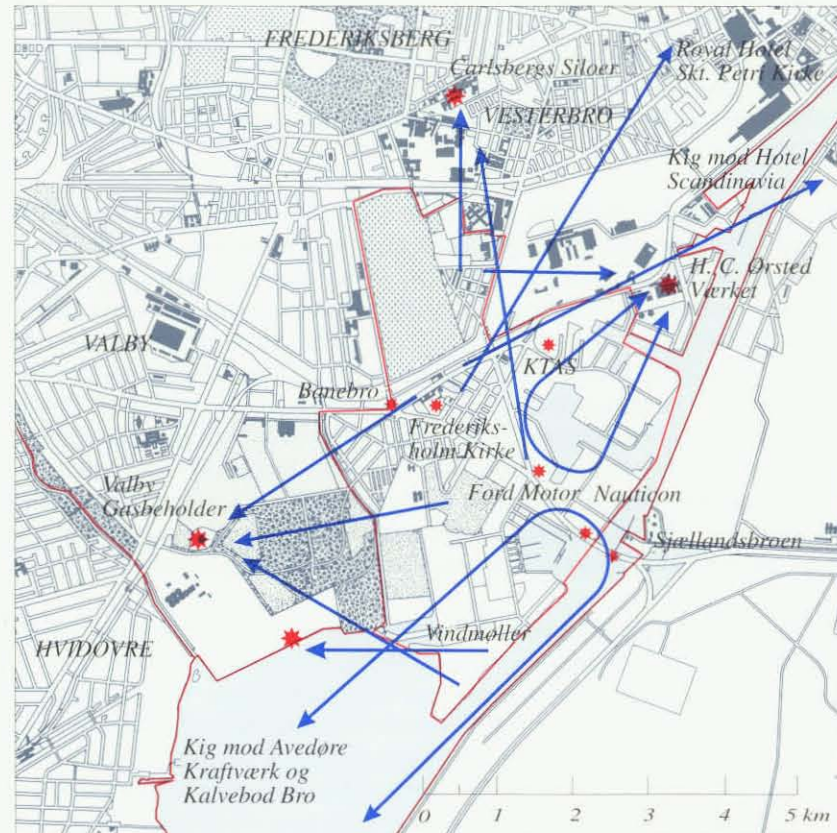 FREDERIKSBERG
Royal Hotel
Skt. Petri Kirke
Carlsbergs Siloer
VESTERBRO
Kig mod Hotel
Scandinavia
H. C. Ørsted
Værket
VALBY
KTAS
Banebro
Frederiks-
holm Kirke
Valby
Gasbeholder
Ford Motor
Nauticon
Sjællandsbroen
Vindmøller
HVIDOVRE
Kig mod Avedøre
Kraftværk og
Kalvebod Bro
0 1 2 3 4 5 km